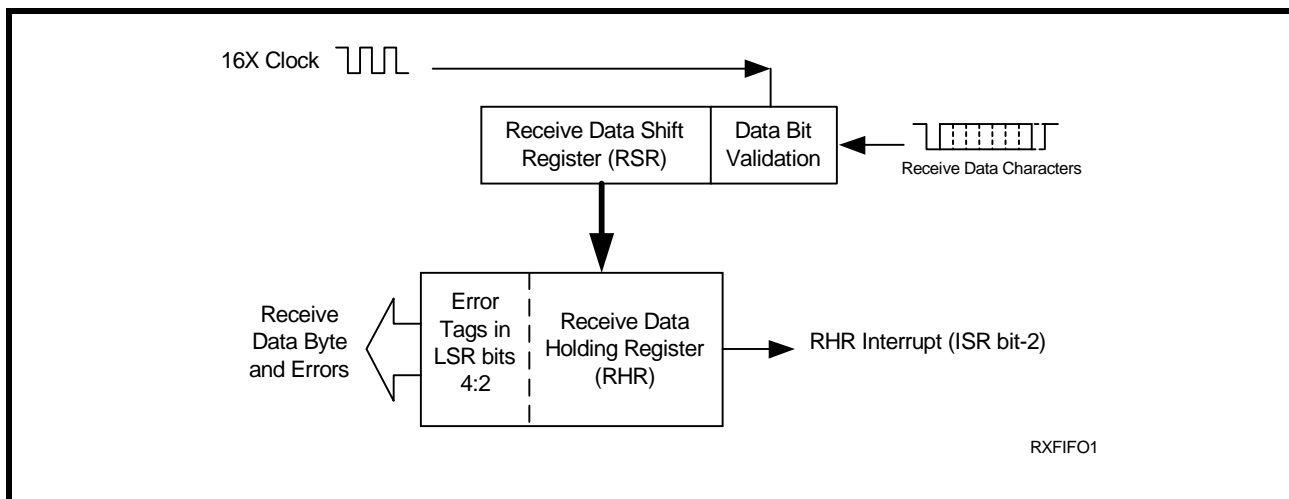 16X Clock
Receive Data Shift
Register (RSR)
Data Bit
Validation
Receive Data Characters
Receive
Data Byte
and Errors
Error
Tags in
LSR bits
4:2
Receive Data
Holding Register
(RHR)
RHR Interrupt (ISR bit-2)
RXFIFO1